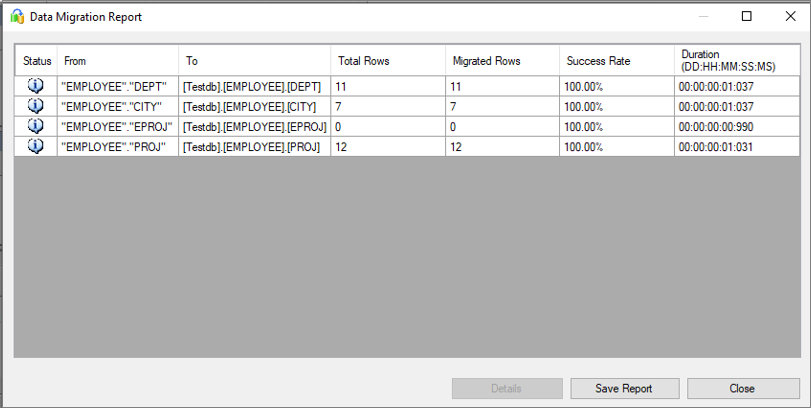 Data Migration Report
Status From To Total Rows Migrated Rows Success Rate Duration
(DD:HH:MM:SS:MS)
"EMPLOYEE"."DEPT" [Testdb].[EMPLOYEE].[DEPT] 11 11 100.00% 00:00:00:01:037
"EMPLOYEE"."CITY" [Testdb].[EMPLOYEE].[CITY] 7 7 100.00% 00:00:00:01:037
"EMPLOYEE"."EPROJ" [Testdb].[EMPLOYEE].[EPROJ] 0 0 100.00% 00:00:00:00:990
"EMPLOYEE"."PROJ" [Testdb].[EMPLOYEE].[PROJ] 12 12 100.00% 00:00:00:01:031
Details Save Report Close